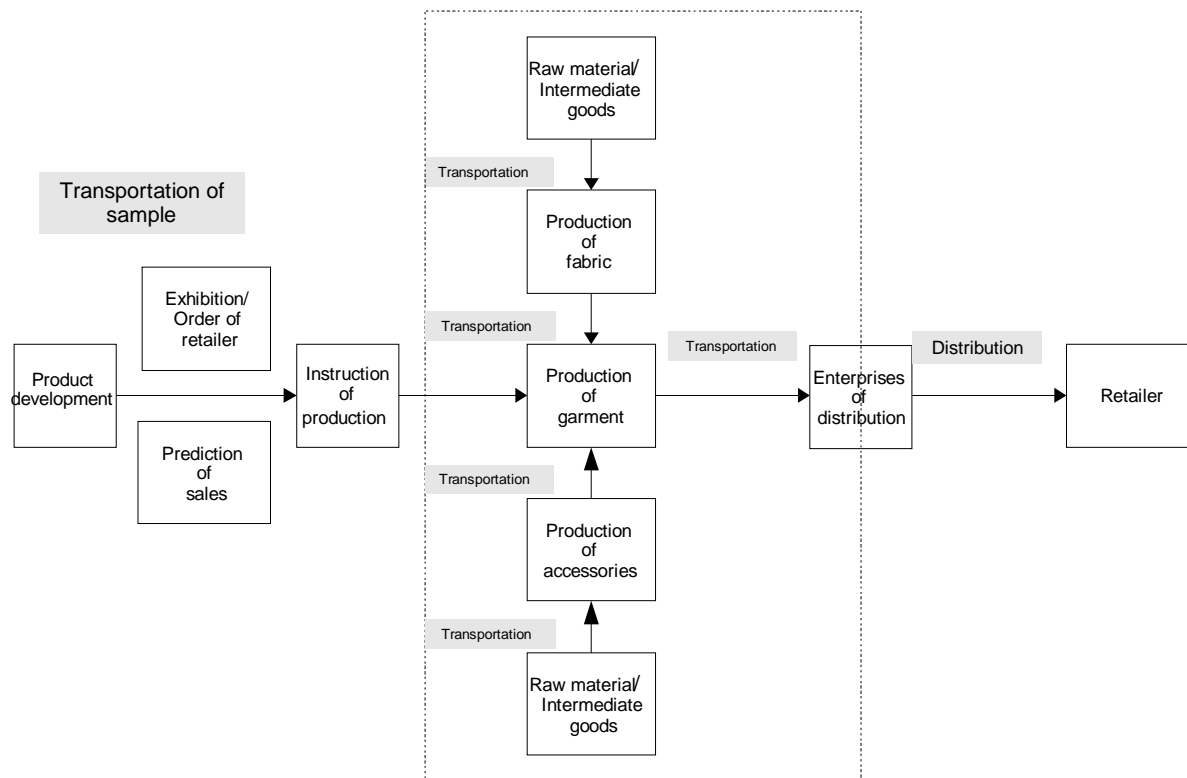 Raw material/
Intermediate
goods
Transportation
Transportation of
sample
Production
of
fabric
Exhibition/
Order of
retailer
Transportation
Transportation
Distribution
Product
development
Instruction
of
production
Production
of
garment
Enterprises
of
distribution
Retailer
Prediction
of
sales
Transportation
Production
of
accessories
Transportation
Raw material/
Intermediate
goods